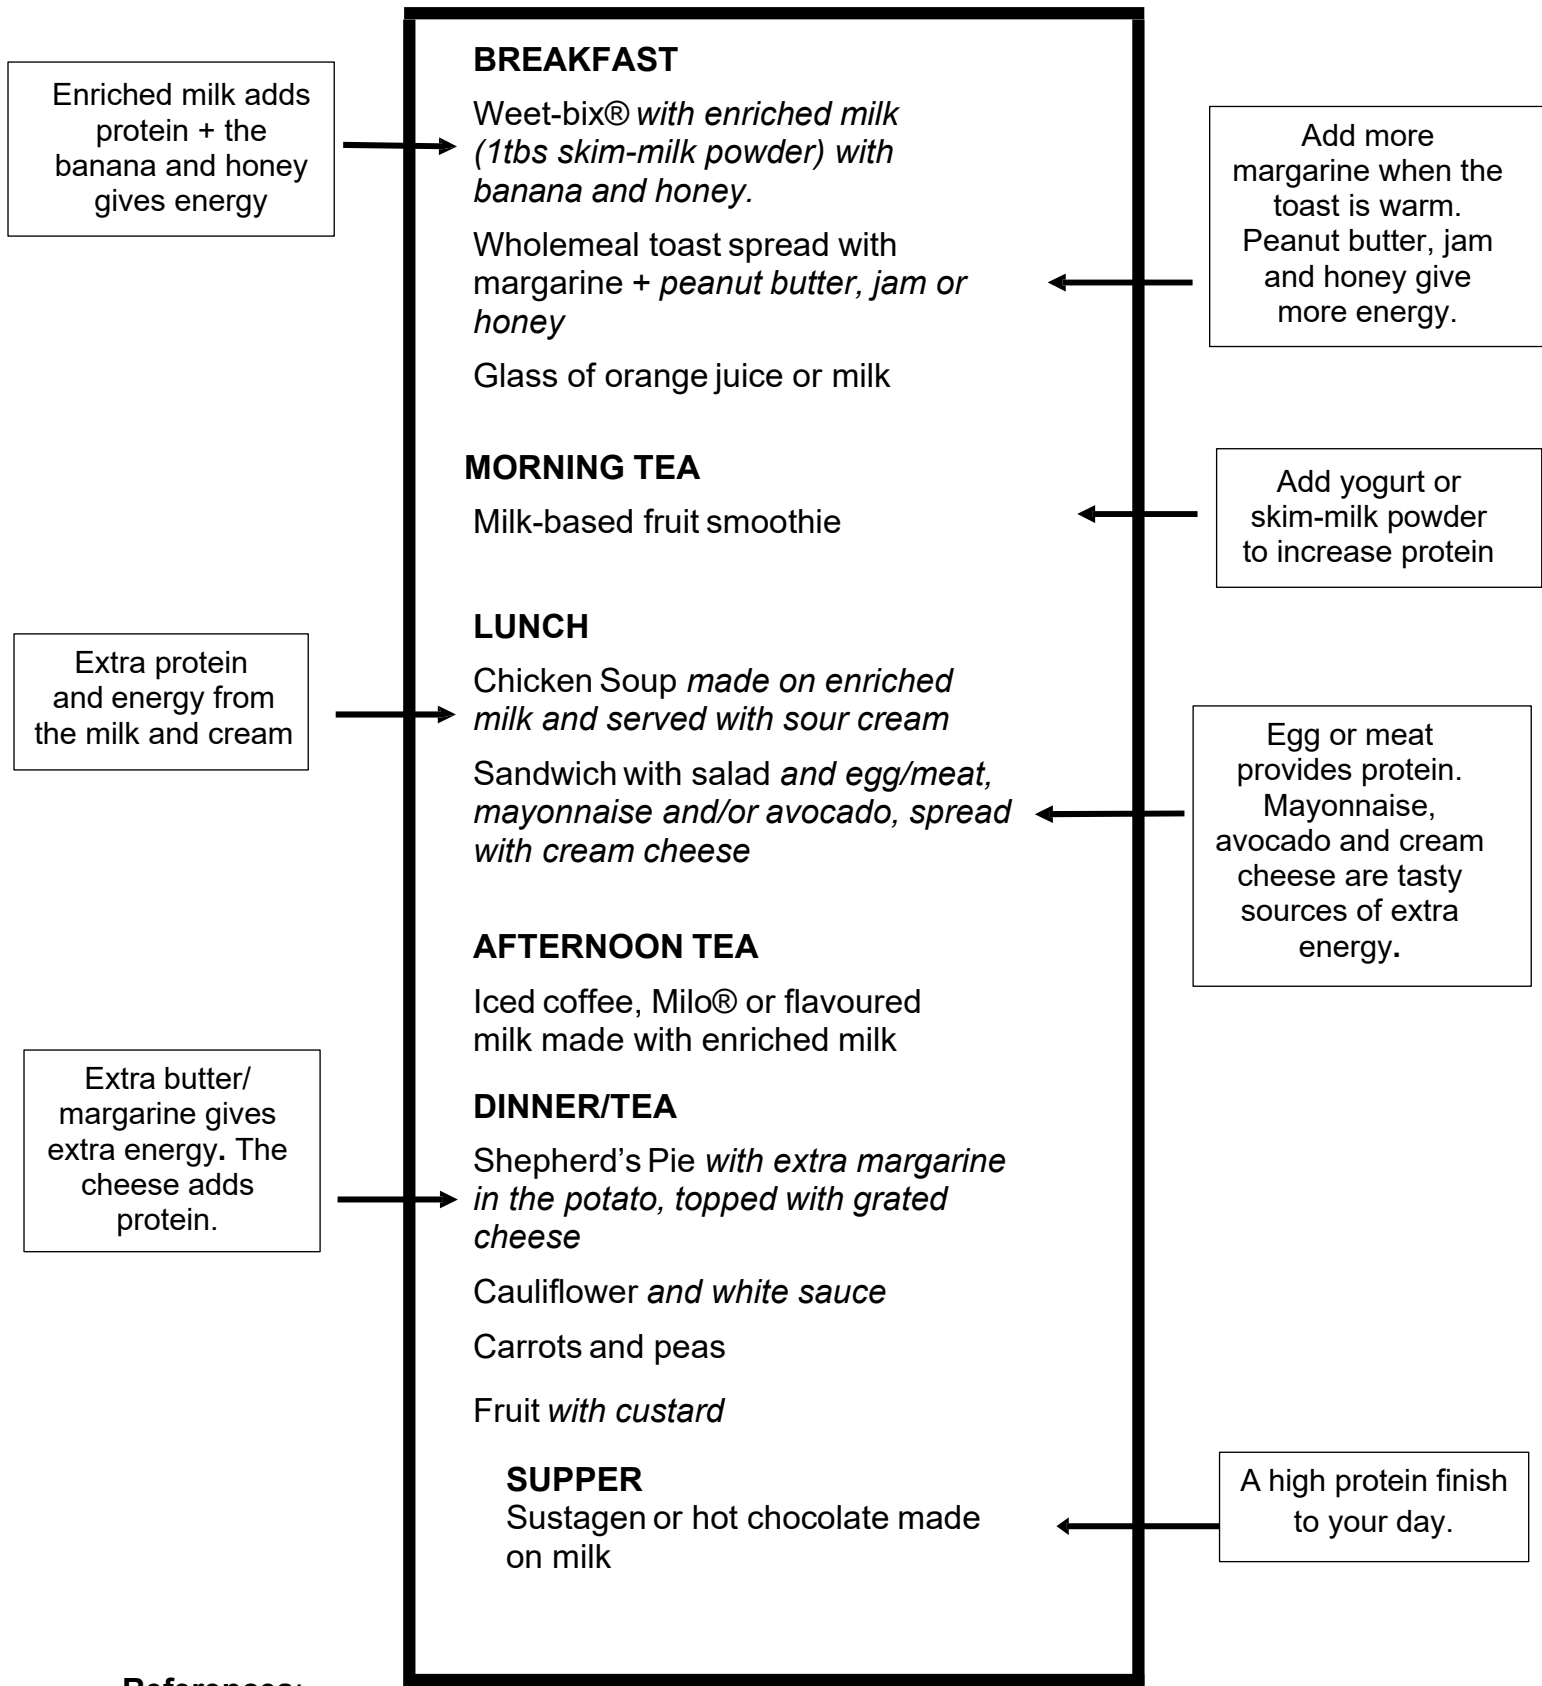 BREAKFAST
Enriched milk adds
protein + the
banana and honey
gives energy
Weet-bix® with enriched milk
(1tbs skim-milk powder) with
banana and honey.
Wholemeal toast spread with
margarine + peanut butter, jam or
honey
Add more
margarine when the
toast is warm.
Peanut butter, jam
and honey give
more energy.
Glass of orange juice or milk
MORNING TEA
Milk-based fruit smoothie
Add yogurt or
skim-milk powder
to increase protein
LUNCH
Extra protein
and energy from
the milk and cream
Chicken Soup made on enriched
milk and served with sour cream
Sandwich with salad and egg/meat,
mayonnaise and/or avocado, spread
with cream cheese
Egg or meat
provides protein.
Mayonnaise,
avocado and cream
cheese are tasty
sources of extra
energy.
AFTERNOON TEA
Iced coffee, Milo® or flavoured
milk made with enriched milk
DINNER/TEA
Extra butter/
margarine gives
extra energy. The
cheese adds
protein.
Shepherd’s Pie with extra margarine
in the potato, topped with grated
cheese
Cauliflower and white sauce
Carrots and peas
Fruit with custard
SUPPER
Sustagen or hot chocolate made
on milk
A high protein finish
to your day.
References: